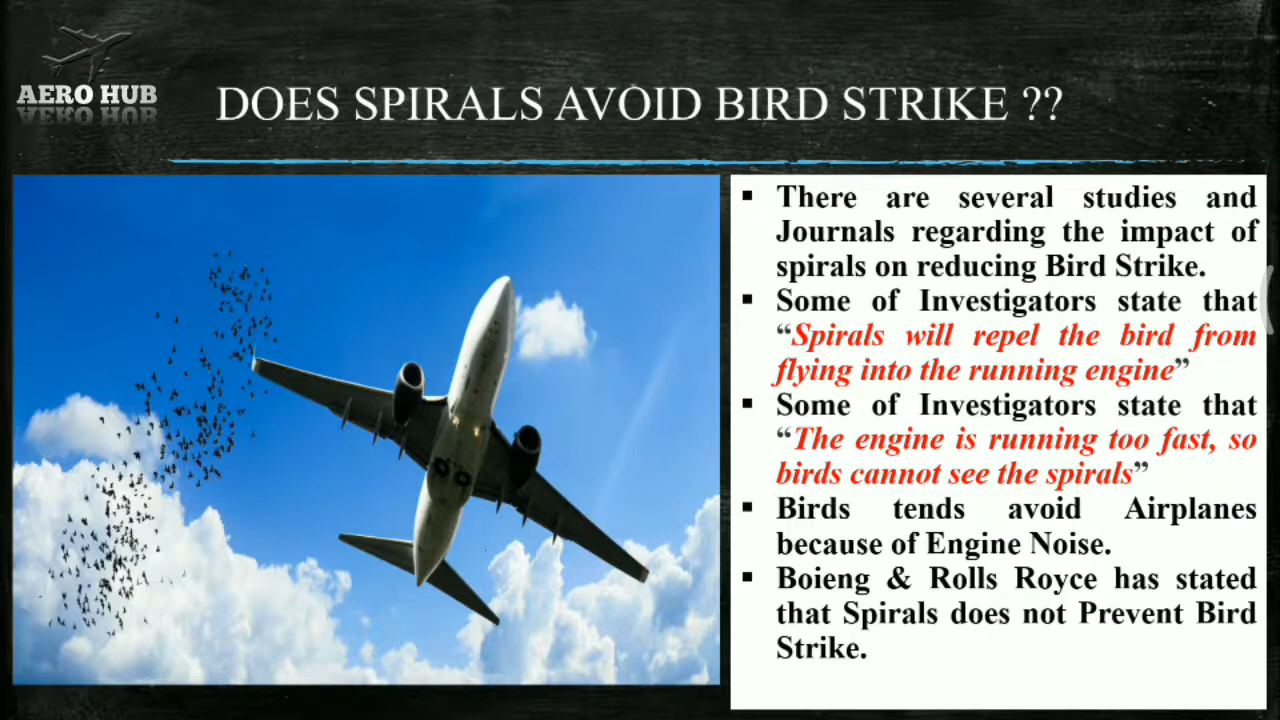 AERO HUB
DOES SPIRALS AVOID BIRD STRIKE ??
▪ There are several studies and
Journals regarding the impact of
spirals on reducing Bird Strike.
▪ Some of Investigators state that
“Spirals will repel the bird from
flying into the running engine”
▪ Some of Investigators state that
“The engine is running too fast, so
birds cannot see the spirals”
▪ Birds tends avoid Airplanes
because of Engine Noise.
▪ Boieng & Rolls Royce has stated
that Spirals does not Prevent Bird
Strike.